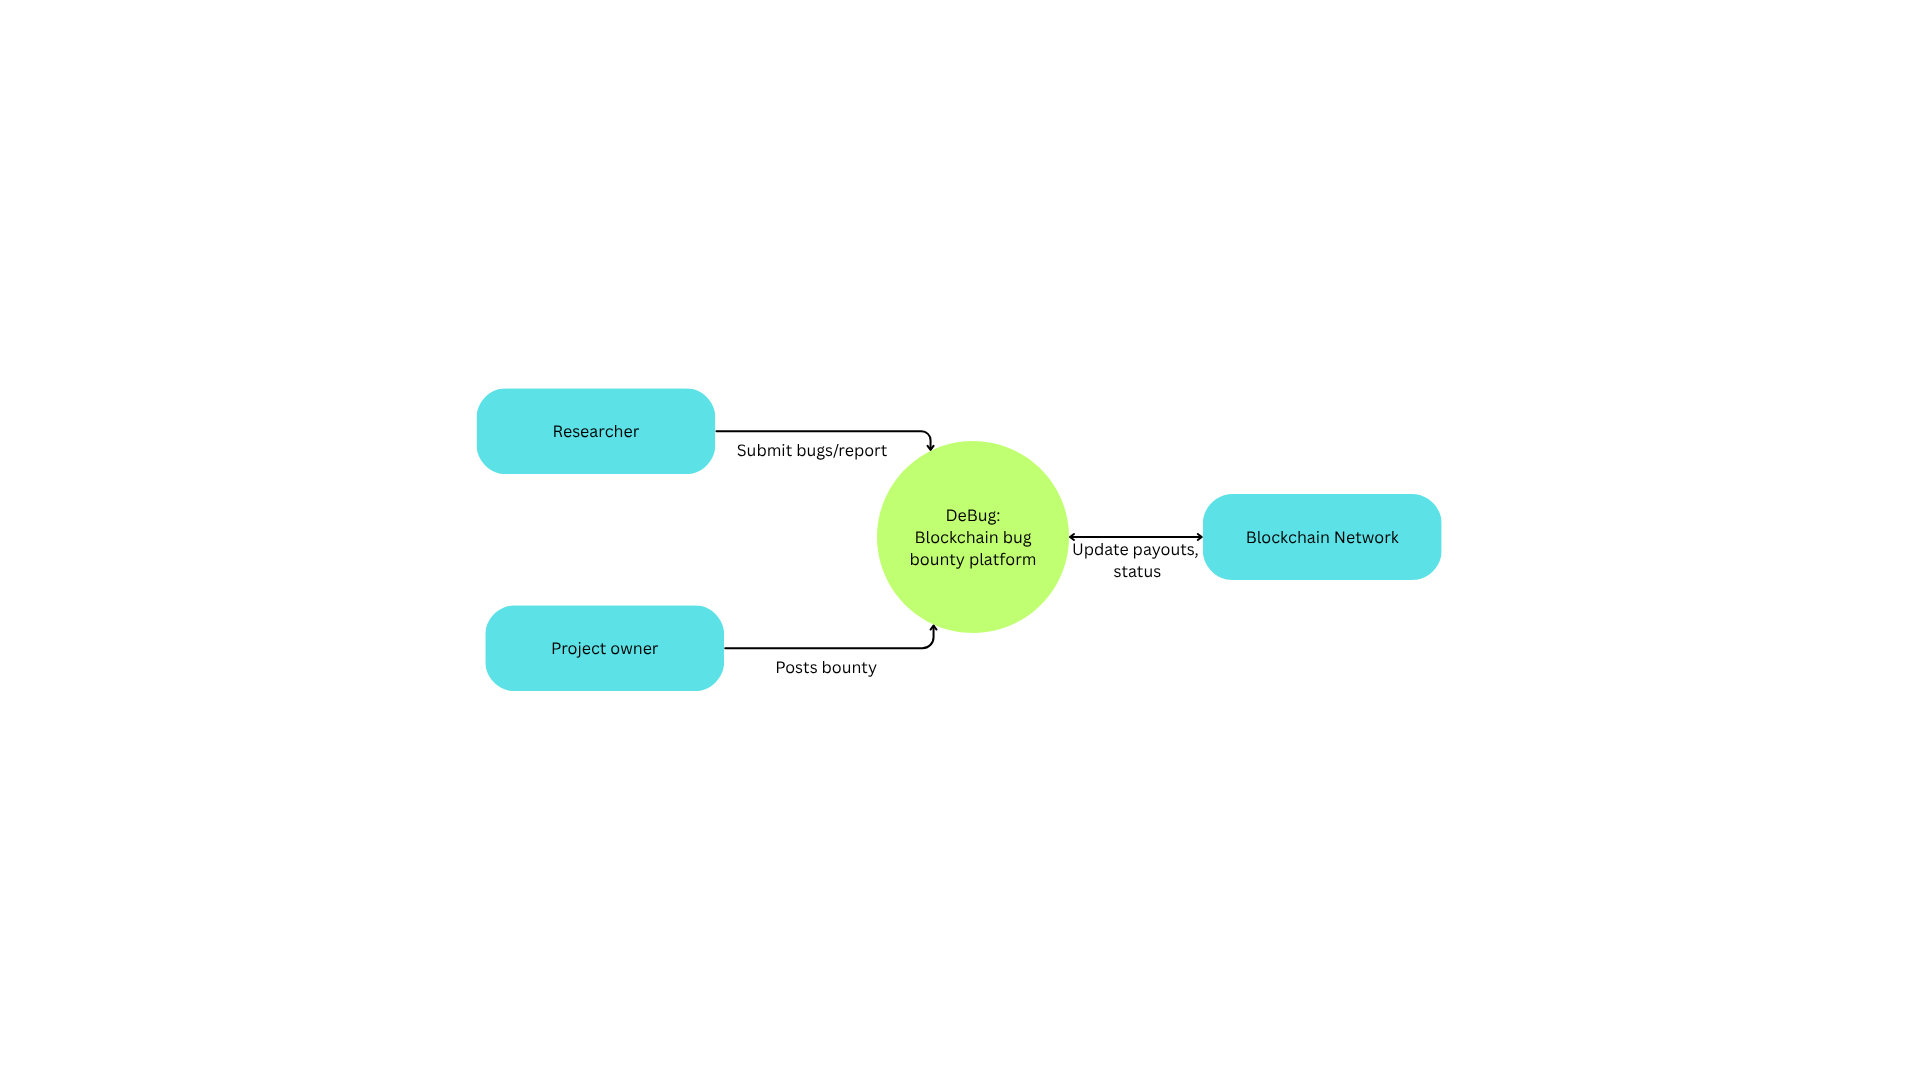 Researcher
Submit bugs/report
DeBug:
Blockchain bug
bounty platform
Update payouts,
status
Blockchain Network
Project owner
Posts bounty